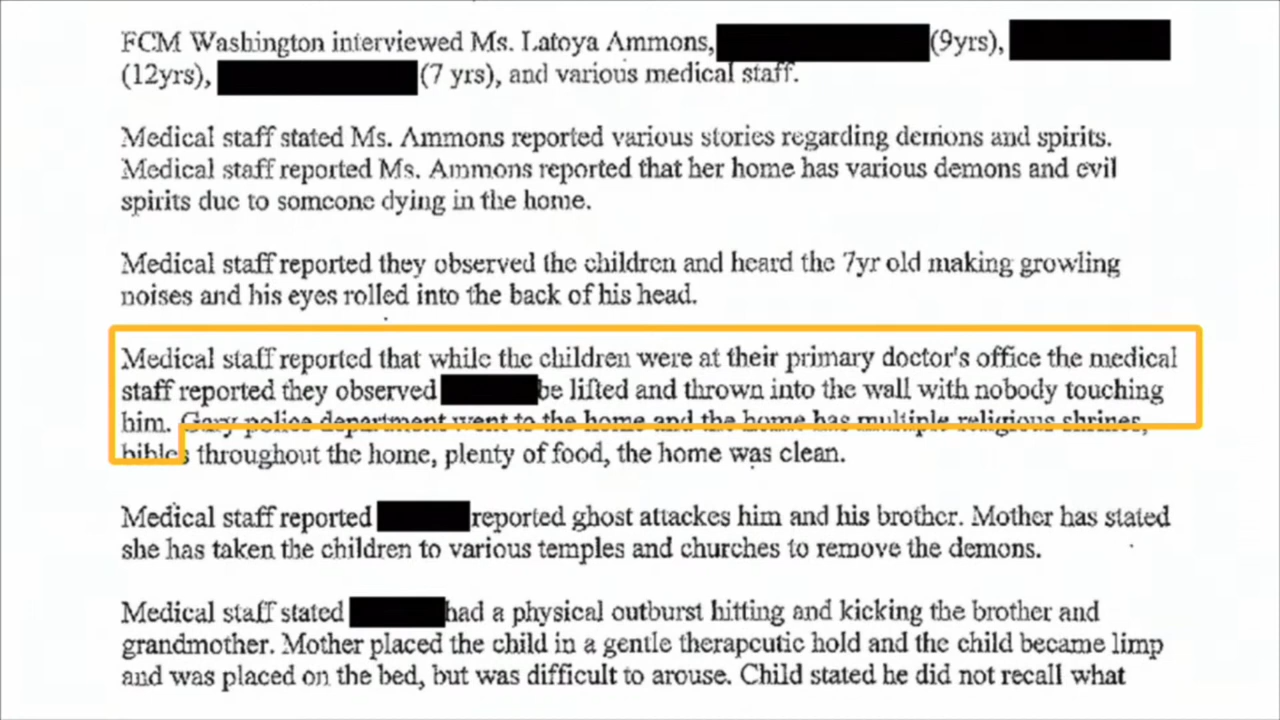 FCM Washington interviewed Ms. Latoya Ammons, (9yrs),
(12yrs), (7 yrs), and various medical staff.
Medical staff stated Ms. Ammons reported various stories regarding demons and spirits.
Medical staff reported Ms. Ammons reported that her home has various demons and evil
spirits due to someone dying in the home.
Medical staff reported they observed the children and heard the 7yr old making growling
noises and his eyes rolled into the back of his head.
Medical staff reported that while the children were at their primary doctor's office the medical
staff reported they observed be lifted and thrown into the wall with nobody touching
him. Gary police department went to the home and the home has multiple religious shrines,
bibles throughout the home, plenty of food, the home was clean.
Medical staff reported reported ghost attackes him and his brother. Mother has stated
she has taken the children to various temples and churches to remove the demons.
Medical staff stated had a physical outburst hitting and kicking the brother and
grandmother. Mother placed the child in a gentle therapeutic hold and the child became limp
and was placed on the bed, but was difficult to arouse. Child stated he did not recall what